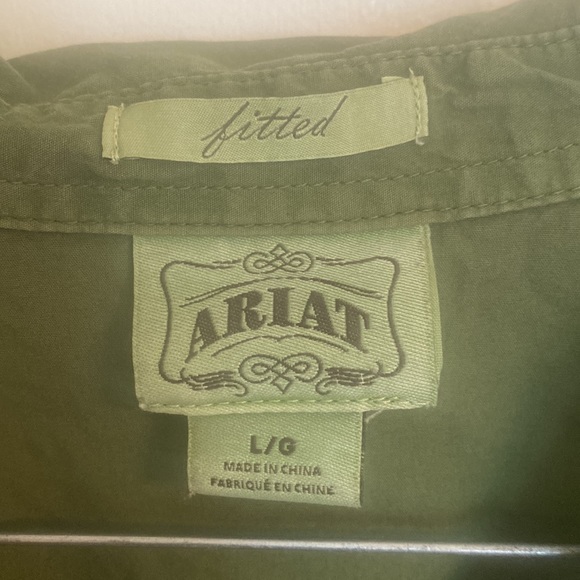 fitted
ARIAT
L/G
MADE IN CHINA
FABRIQUÉ EN CHINE